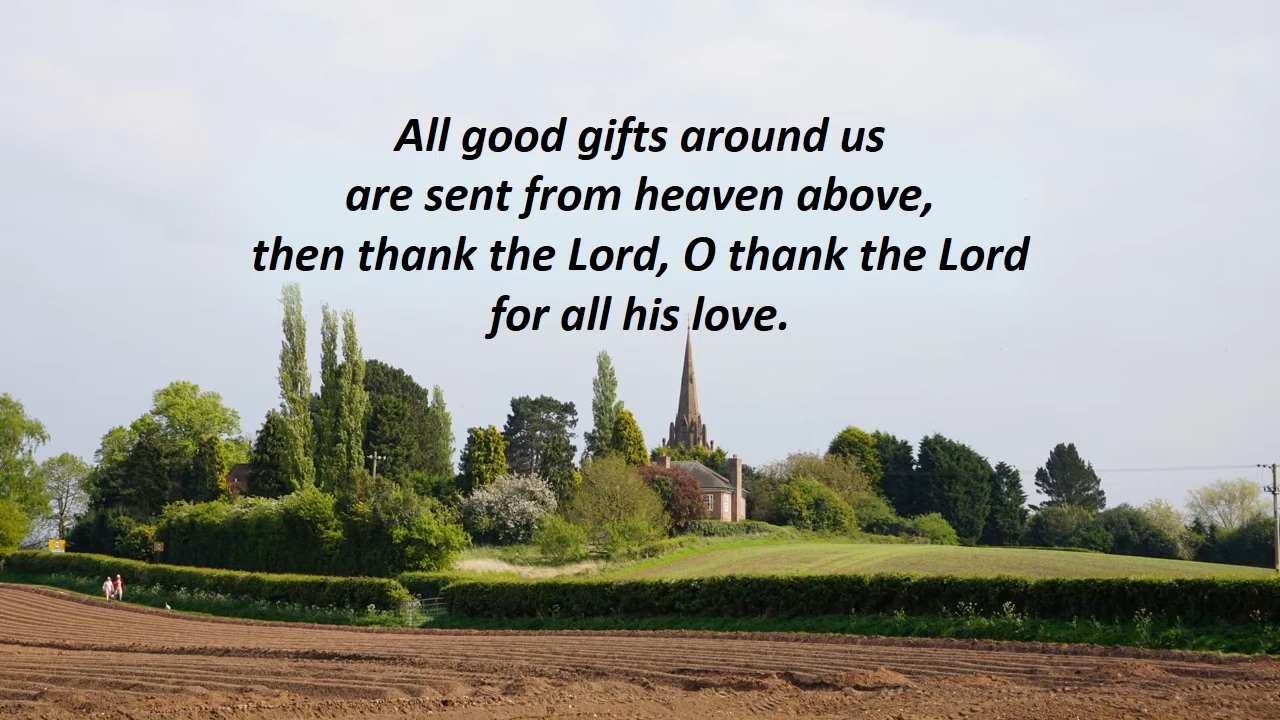 All good gifts around us
are sent from heaven above,
then thank the Lord, O thank the Lord
for all his love.